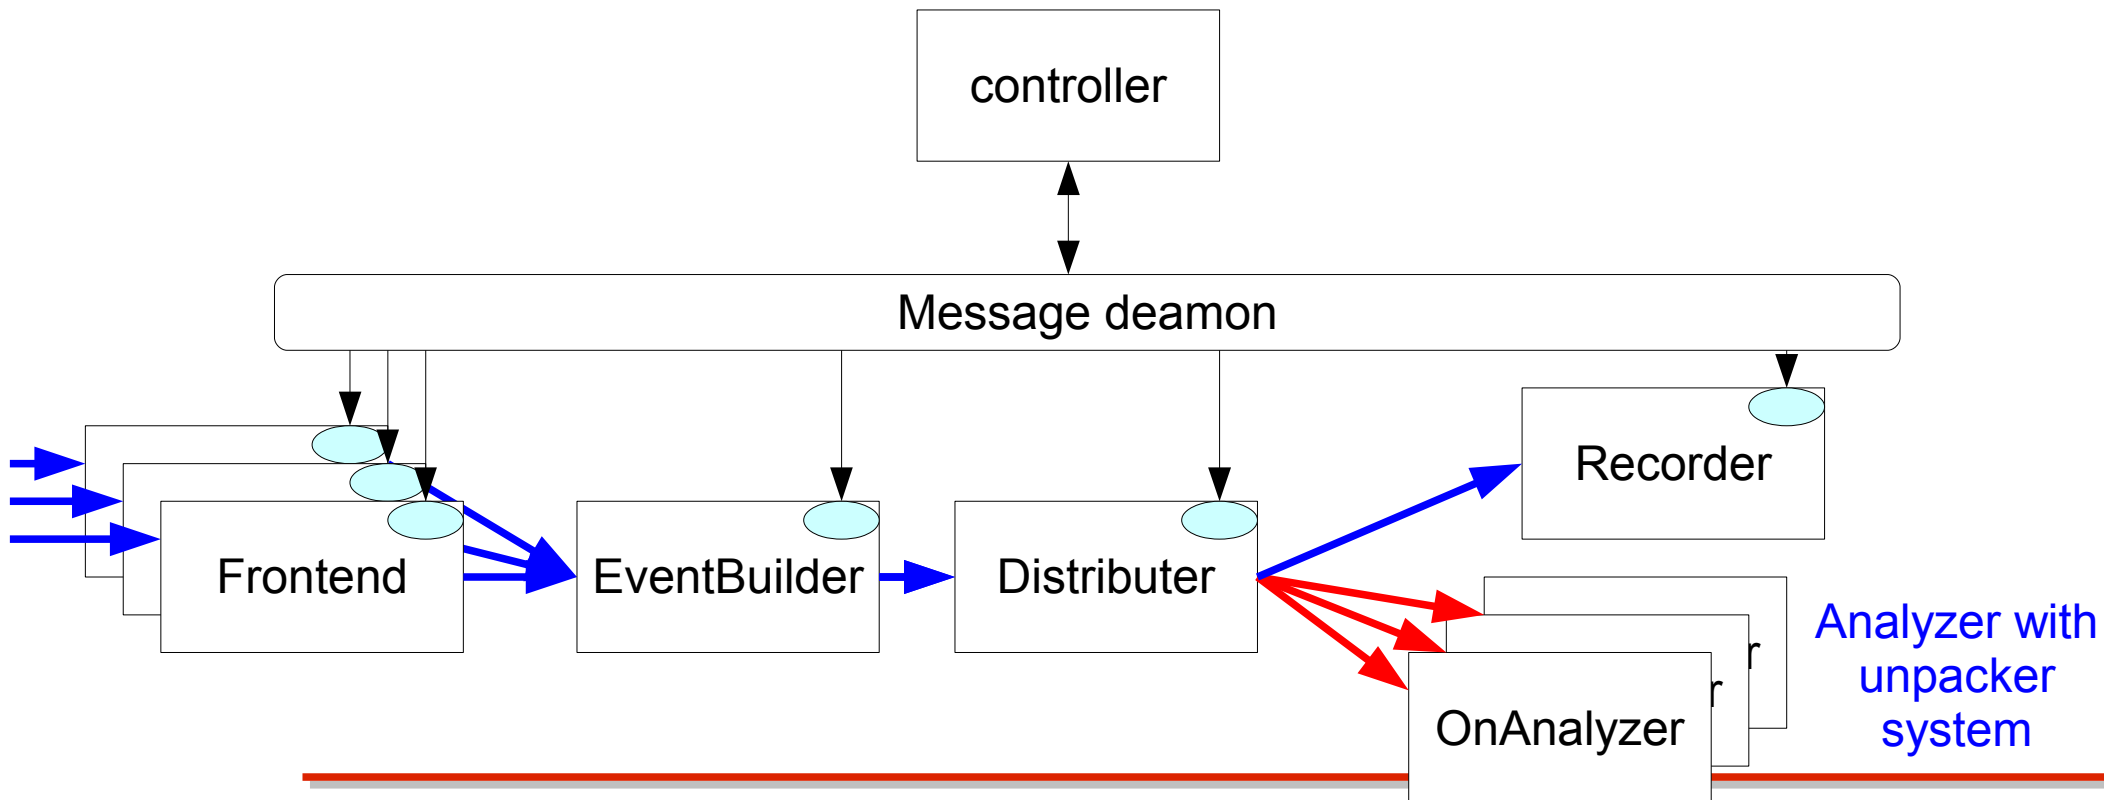 controller
Message deamon
Recorder
Frontend
EventBuilder
Distributer
r
r
OnAnalyzer
Analyzer with
unpacker
system